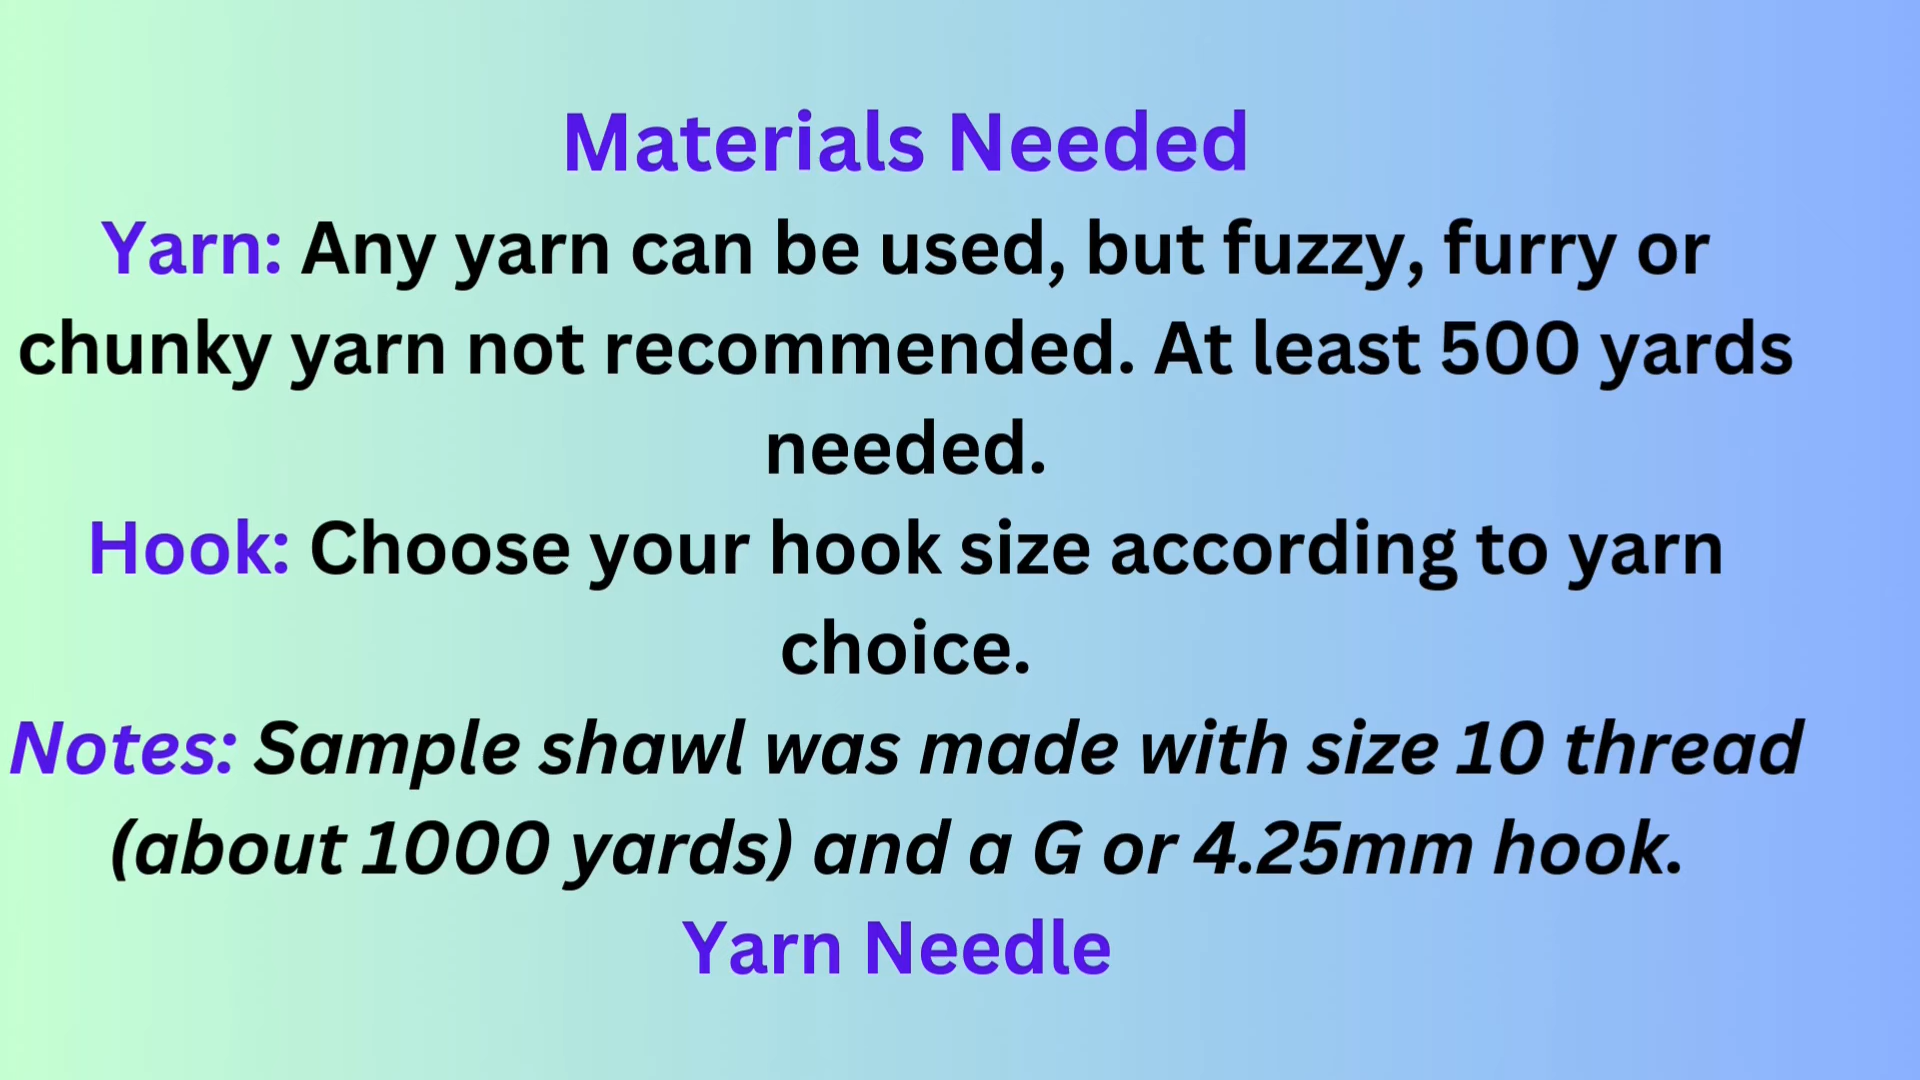 Materials Needed
Yarn: Any yarn can be used, but fuzzy, furry or
chunky yarn not recommended. At least 500 yards
needed.
Hook: Choose your hook size according to yarn
choice.
Notes: Sample shawl was made with size 10 thread
(about 1000 yards) and a G or 4.25mm hook.
Yarn Needle